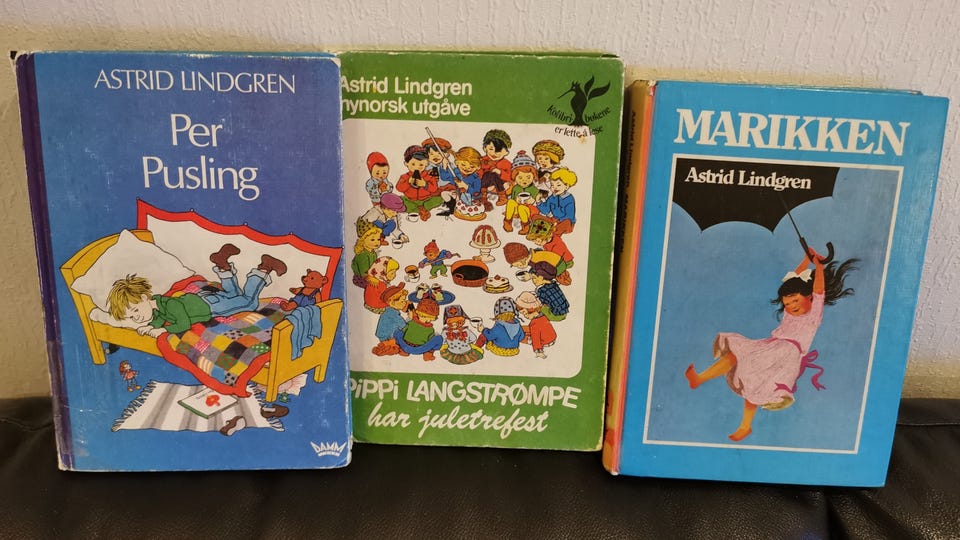 ASTRID LINDGREN
Per
Pusling
DAMM
Astrid Lindgren
nynorsk utgåve
Kolibri
bøkene
er lette å lese
PiPPi LANGSTRØMPE
har juletrefest
MARIKKEN
Astrid Lindgren